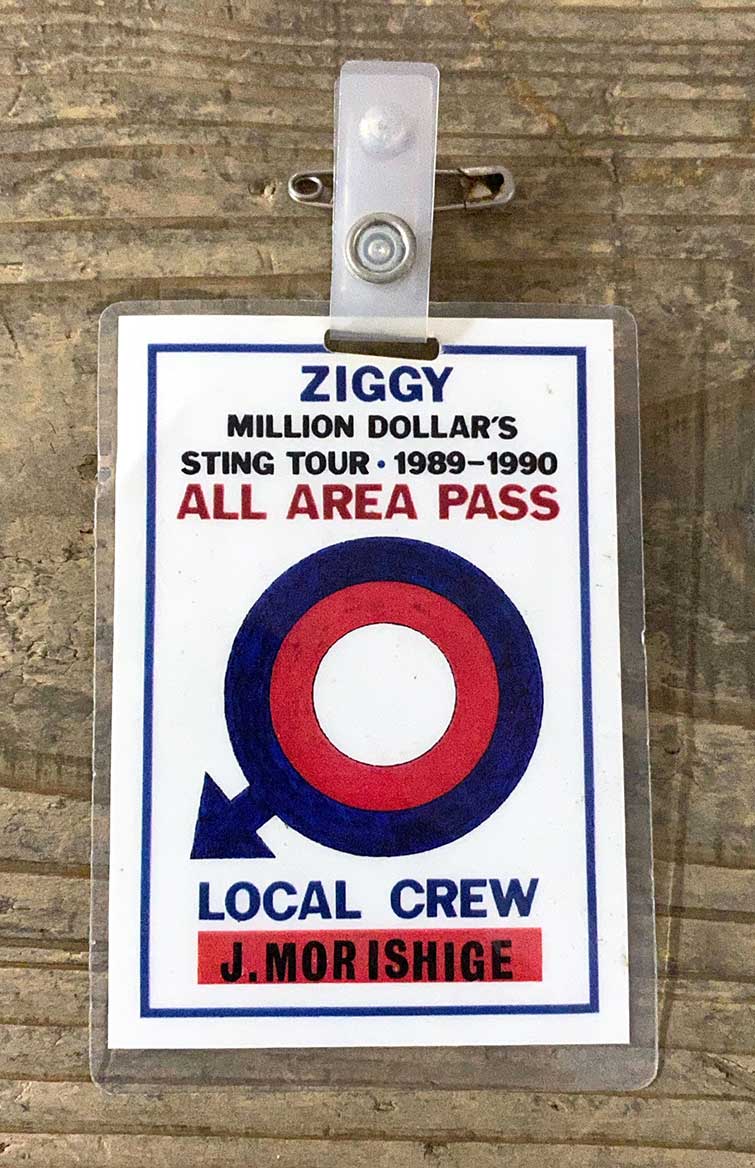 ZIGGY
MILLION DOLLAR'S
STING TOUR • 1989-1990
ALL AREA PASS
LOCAL CREW
J.MORISHIGE